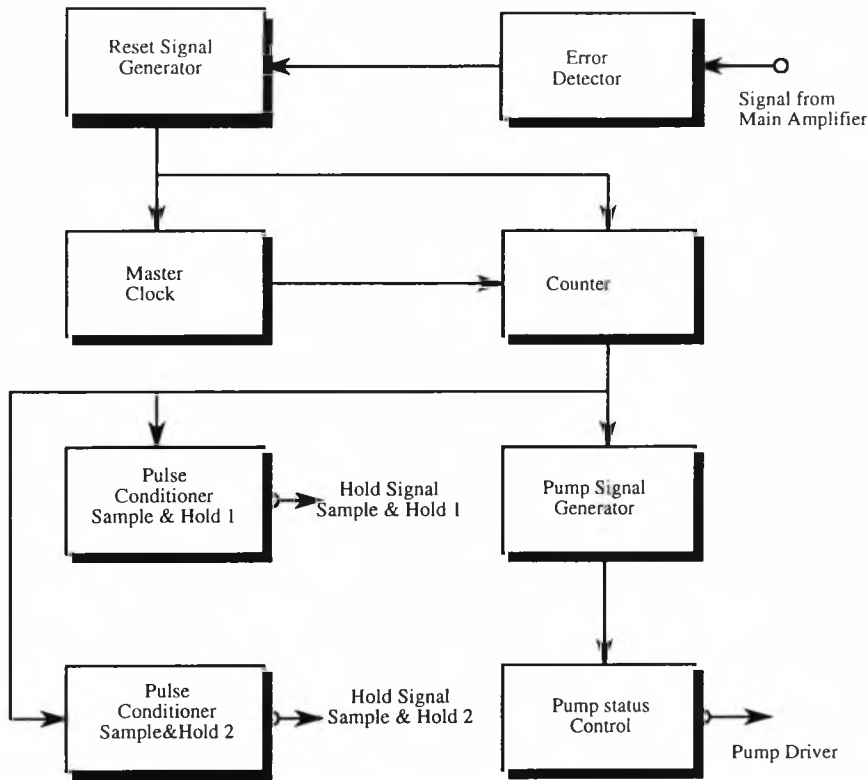 Reset Signal
Generator
Error
Detector
Signal from
Main Amplifier
Master
Clock
Counter
Pulse
Conditioner
Sample & Hold 1
Hold Signal
Sample & Hold 1
Pump Signal
Generator
Pulse
Conditioner
Sample&Hold 2
Hold Signal
Sample & Hold 2
Pump status
Control
Pump Driver